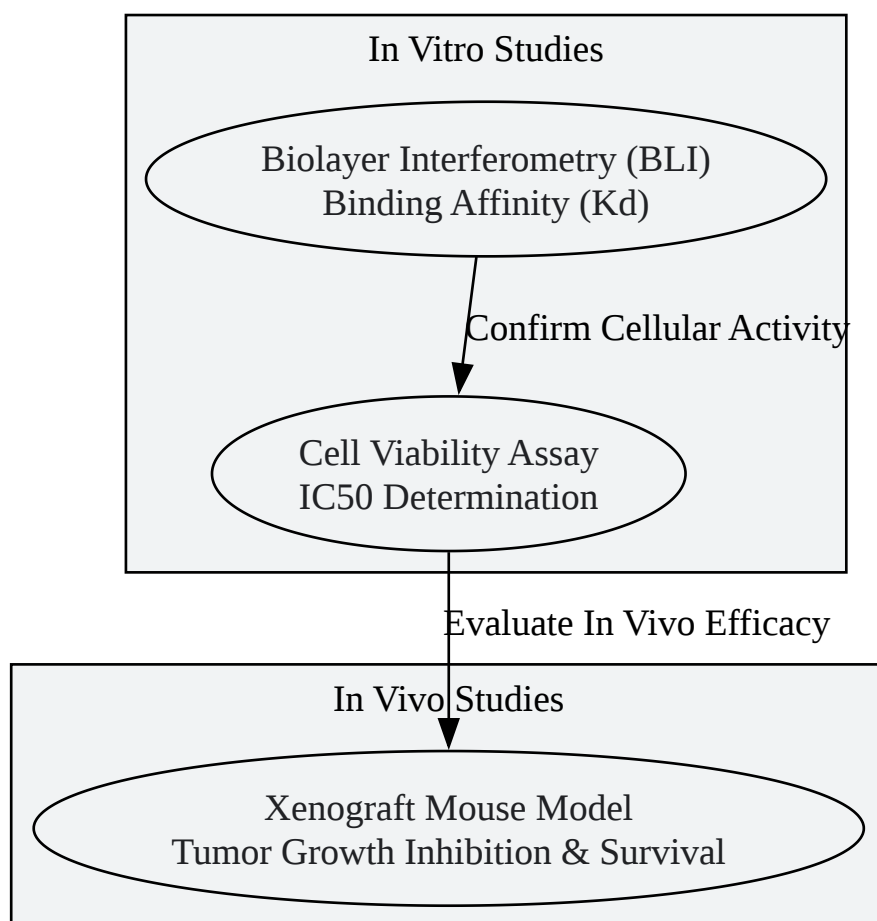 In Vitro Studies
Biolayer Interferometry (BLI)
Binding Affinity (Kd)
Confirm Cellular Activity
Cell Viability Assay
IC50 Determination
Evaluate In Vivo Efficacy
In Vivo Studies
Xenograft Mouse Model
Tumor Growth Inhibition & Survival